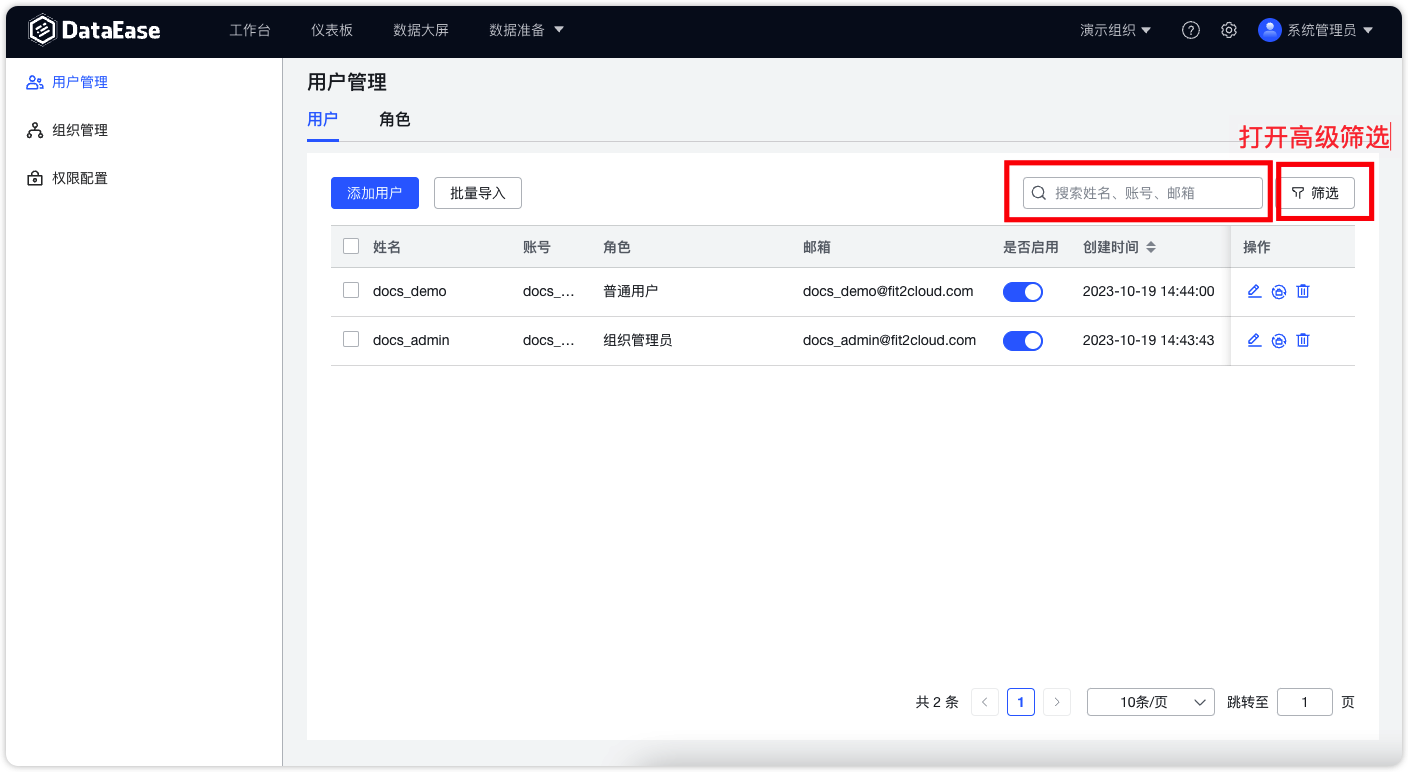 DataEase 工作台 仪表板 数据大屏 数据准备 演示组织 系统管理员
用户管理
组织管理
权限配置
用户管理
用户 角色
打开高级筛选
添加用户 批量导入 搜索姓名、账号、邮箱 筛选
姓名 账号 角色 邮箱 是否启用 创建时间 操作
docs_demo docs_... 普通用户 docs_demo@fit2cloud.com 2023-10-19 14:44:00
docs_admin docs_... 组织管理员 docs_admin@fit2cloud.com 2023-10-19 14:43:43
共 2 条 1 10条/页 跳转至 1 页